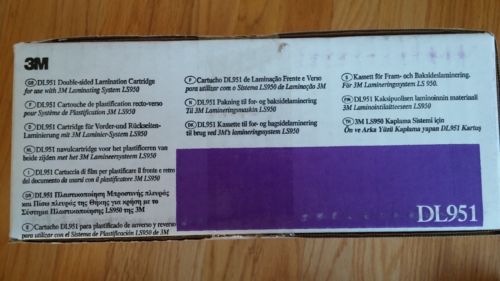 3M
GB DL951 Double-sided Lamination Cartridge
for use with 3M Laminating System LS950
F DL951 Cartouche de plastification recto-verso
pour Système de Plastification 3M LS950
D DL951 Cartridge für Vorder-und Rückseiten-
Laminierung mit 3M Laminier-System LS950
NL DL951 navulcartridge voor het plastificeren van
beide zijden met het 3M Lamineersysteem LS950
I DL951 Cartuccia di film per plastificare il fronte e retro
del documento da usarsi con il plastificatore 3M LS950
GR DL951 Πλαστικοποίηση Μπροστινής πλευράς
και Πίσω πλευράς της Θήκης για χρήση με το
Σύστημα Πλαστικοποίησης LS950 της 3M
E Cartucho DL951 para plastificado de anverso y reverso
para utilizar con el Sistema de Plastificación LS950 de 3M
P Cartucho DL951 de Laminação Frente e Verso
para utilizar com o Sistema LS950 de Laminação 3M
N DL951 Pakning til for- og baksidelaminering
Til 3M Lamineringsmaskin LS950
DK DL951 Kassette til for- og bagsidelaminering
til brug med 3M's lamineringssystem LS950
S Kassett för Fram- och Baksideslaminering.
För 3M Lamineringssystem LS 950
FIN DL951 Kaksipuolisen laminoinnin materiaali
3M Laminointilaitteeseen LS950
TR 3M LS950 Kaplama Sistemi için
Ön ve Arka Yüzü Kaplama yapan DL951 Kartuş
DL951